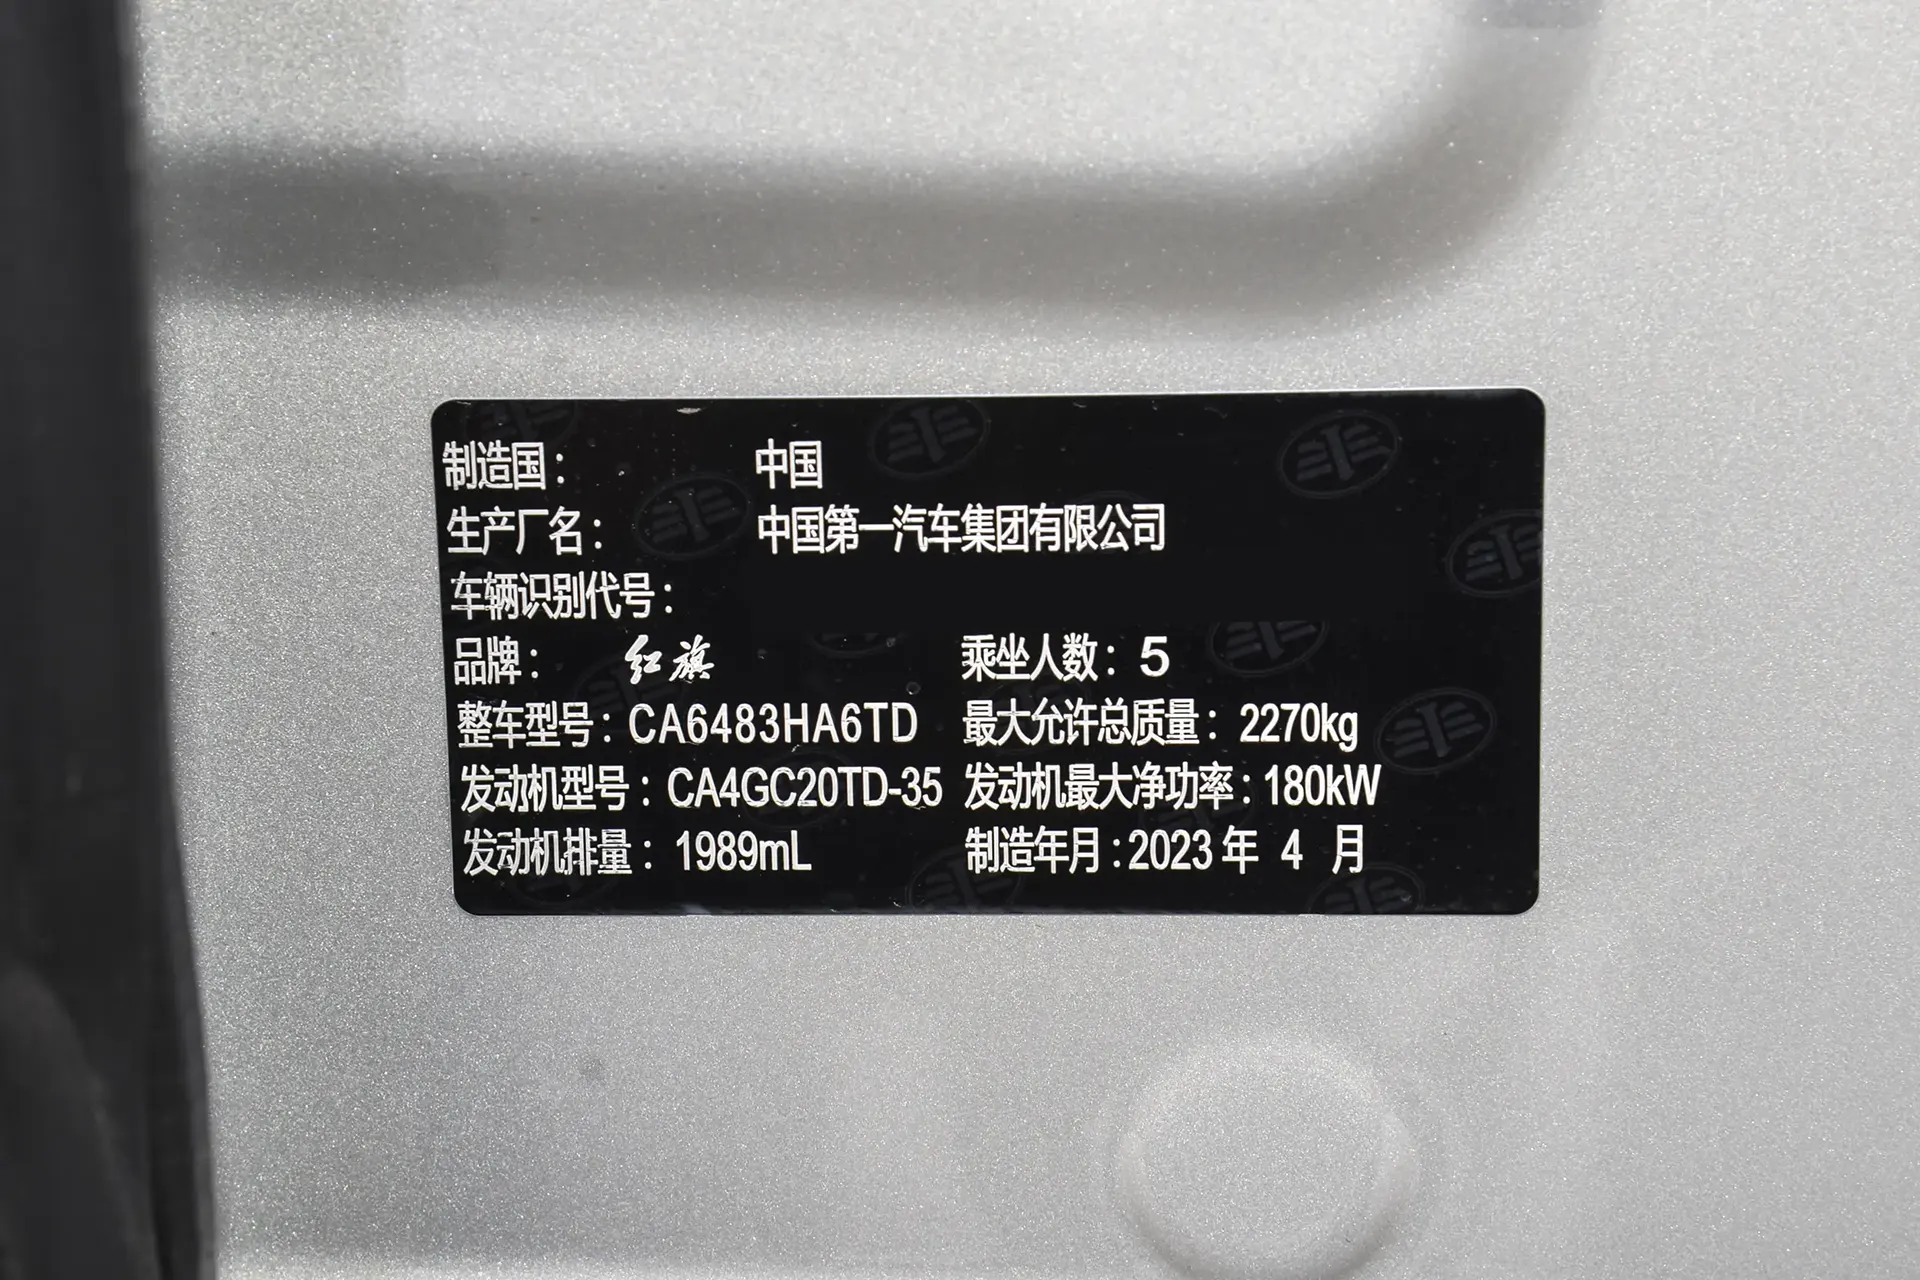 制造国： 中国
生产厂名： 中国第一汽车集团有限公司
车辆识别代号：
品牌： 红旗 乘坐人数：5
整车型号：CA6483HA6TD 最大允许总质量：2270kg
发动机型号：CA4GC20TD-35 发动机最大净功率：180kW
发动机排量：1989mL 制造年月：2023年 4 月